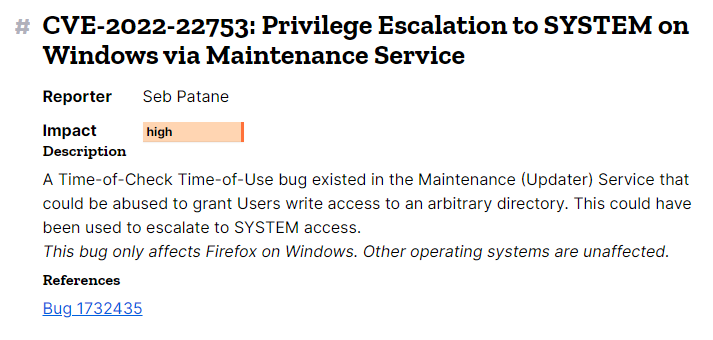 # CVE-2022-22753: Privilege Escalation to SYSTEM on
Windows via Maintenance Service
Reporter Seb Patane
Impact high
Description
A Time-of-Check Time-of-Use bug existed in the Maintenance (Updater) Service that
could be abused to grant Users write access to an arbitrary directory. This could have
been used to escalate to SYSTEM access.
This bug only affects Firefox on Windows. Other operating systems are unaffected.
References
Bug 1732435